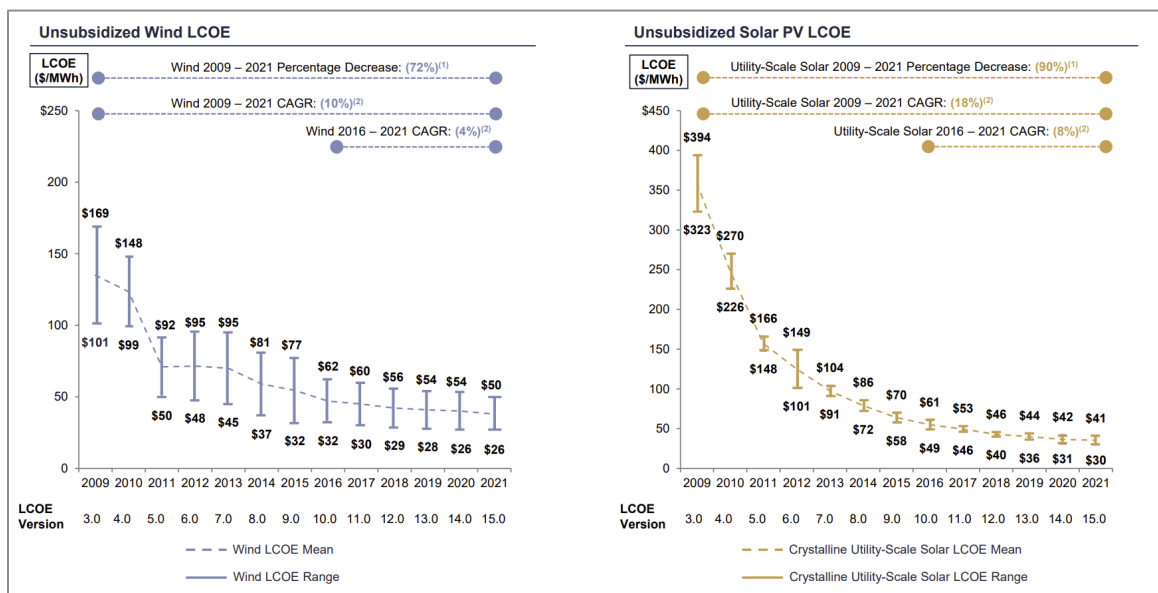 Unsubsidized Wind LCOE
LCOE
($/MWh)
Wind 2009 – 2021 Percentage Decrease: (72%)(1)
Wind 2009 – 2021 CAGR: (10%)(2)
Wind 2016 – 2021 CAGR: (4%)(2)
$250
200
150
100
50
0
$169
$148
$92
$95
$95
$81
$77
$62
$60
$56
$54
$54
$50
$101
$99
$50
$48
$45
$37
$32
$32
$30
$29
$28
$26
$26
2009 2010 2011 2012 2013 2014 2015 2016 2017 2018 2019 2020 2021
LCOE
Version
3.0 4.0 5.0 6.0 7.0 8.0 9.0 10.0 11.0 12.0 13.0 14.0 15.0
Wind LCOE Mean
Wind LCOE Range
Unsubsidized Solar PV LCOE
LCOE
($/MWh)
Utility-Scale Solar 2009 – 2021 Percentage Decrease: (90%)(1)
Utility-Scale Solar 2009 – 2021 CAGR: (18%)(2)
Utility-Scale Solar 2016 – 2021 CAGR: (8%)(2)
$450
400
350
300
250
200
150
100
50
0
$394
$323
$270
$226
$166
$148
$149
$101
$104
$91
$86
$72
$70
$58
$61
$49
$53
$46
$46
$40
$44
$36
$42
$31
$41
$30
2009 2010 2011 2012 2013 2014 2015 2016 2017 2018 2019 2020 2021
LCOE
Version
3.0 4.0 5.0 6.0 7.0 8.0 9.0 10.0 11.0 12.0 13.0 14.0 15.0
Crystalline Utility-Scale Solar LCOE Mean
Crystalline Utility-Scale Solar LCOE Range